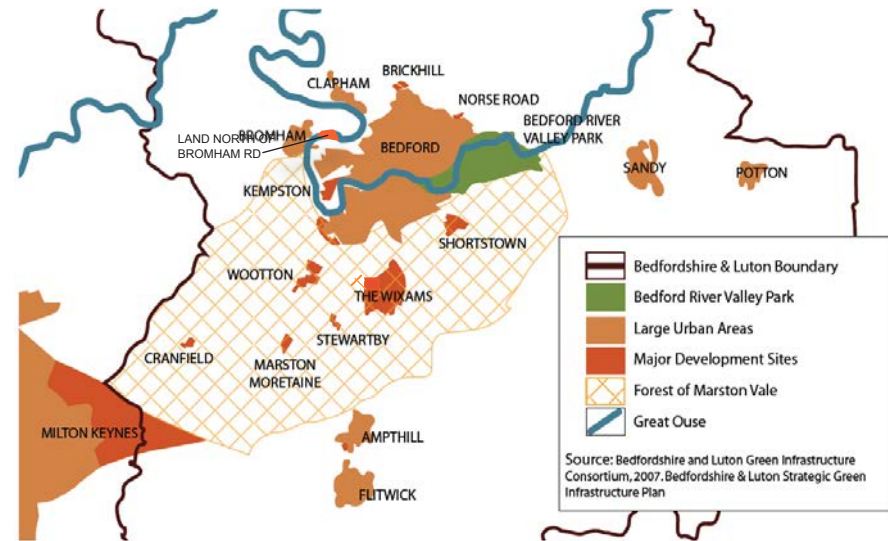 CLAPHAM
BRICKHILL
NORSE ROAD
BEDFORD RIVER
VALLEY PARK
BROMHAM
LAND NORTH OF
BROMHAM RD
BEDFORD
SANDY
POTTON
KEMPSTON
SHORTSTOWN
WOOTTON
THE WIXAMS
STEWARTBY
CRANFIELD
MARSTON
MORETAINE
MILTON KEYNES
AMPTHILL
FLITWICK
Bedfordshire & Luton Boundary
Bedford River Valley Park
Large Urban Areas
Major Development Sites
Forest of Marston Vale
Great Ouse
Source: Bedfordshire and Luton Green Infrastructure
Consortium, 2007. Bedfordshire & Luton Strategic Green
Infrastructure Plan